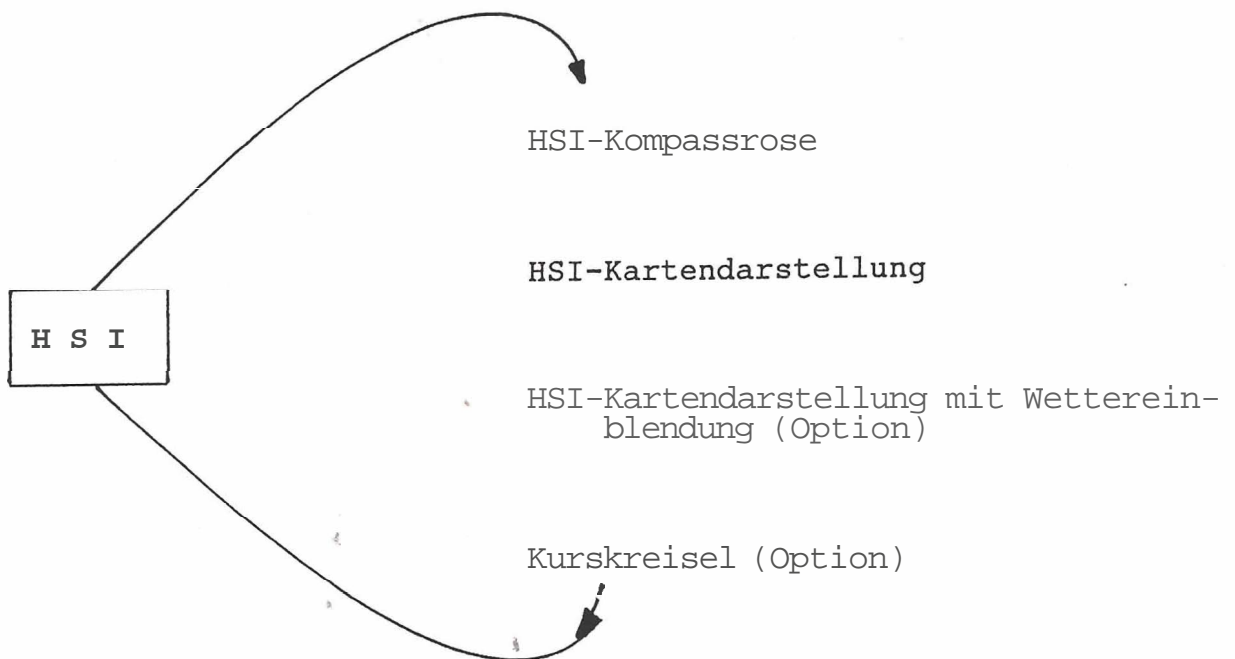 HSI-Kompassrose
HSI-Kartendarstellung
H S I
HSI-Kartendarstellung mit Wetterein-
blendung (Option)
Kurskreisel (Option)